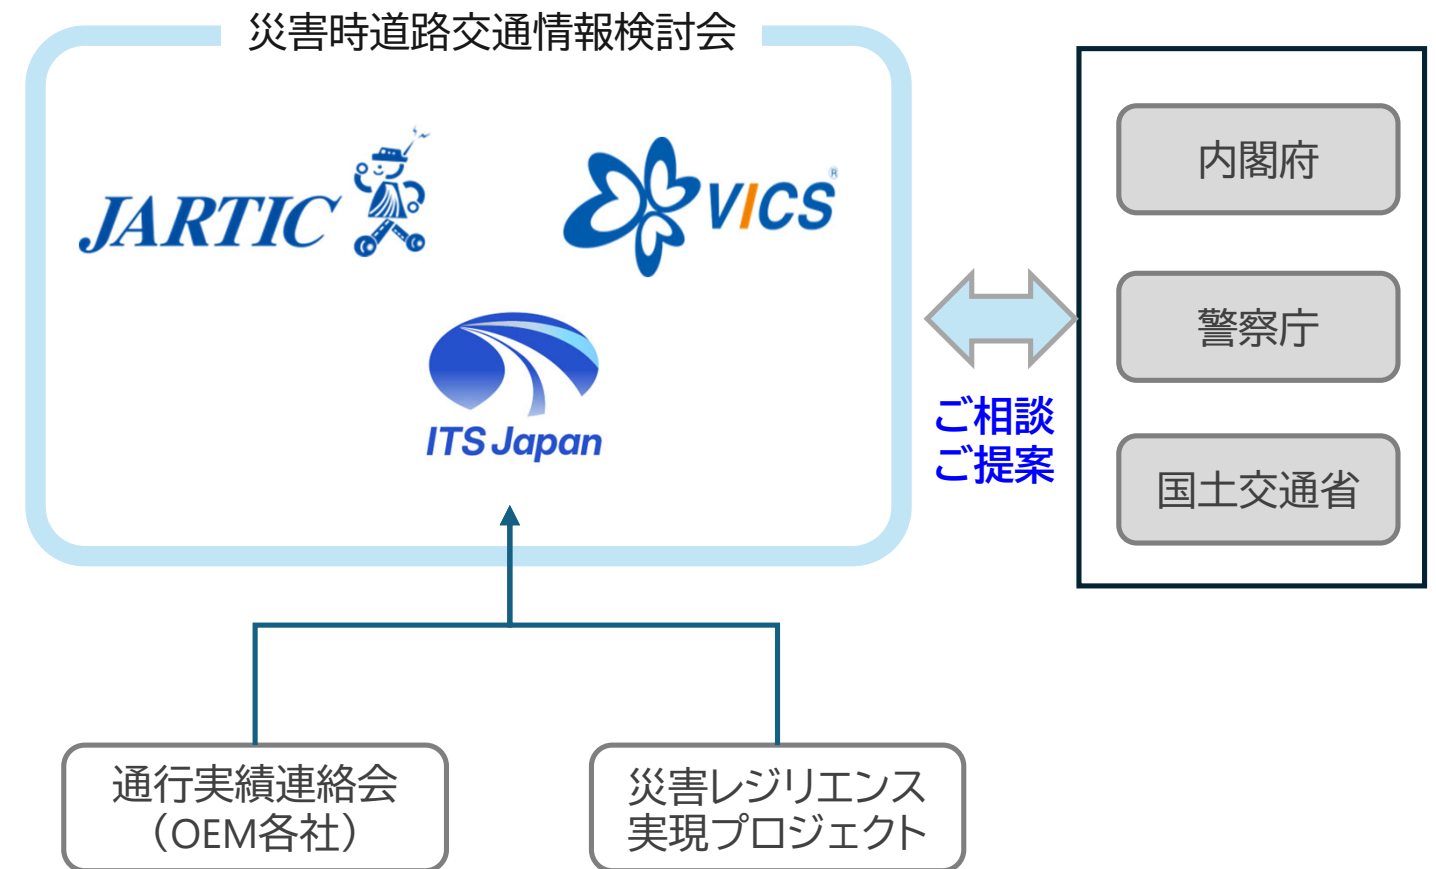 災害時道路交通情報検討会
JARTIC
VICS®
ITS Japan
ご相談
ご提案
内閣府
警察庁
国土交通省
通行実績連絡会
（OEM各社）
災害レジリエンス
実現プロジェクト